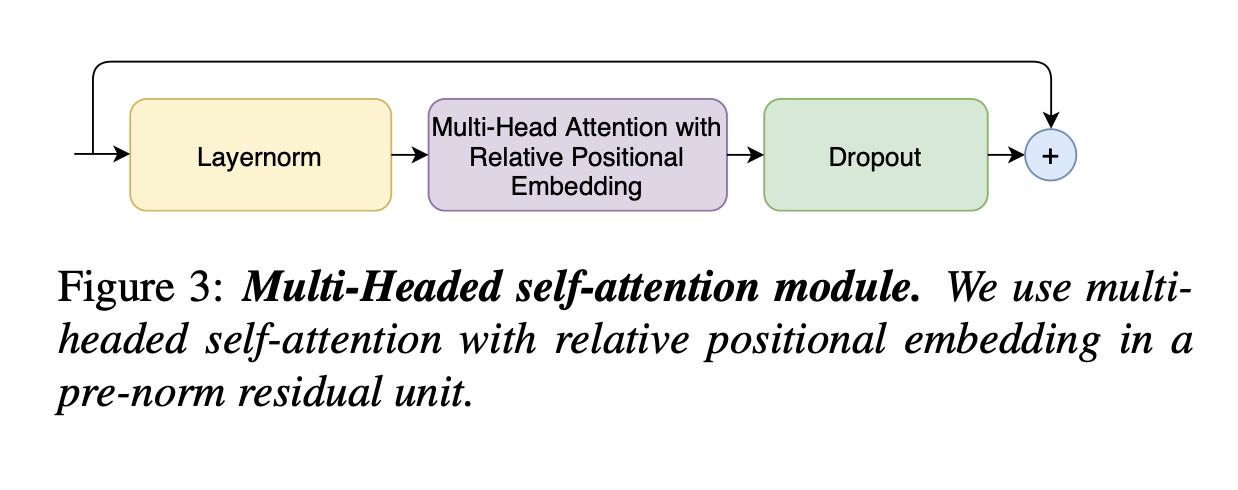 Layernorm
Multi-Head Attention with
Relative Positional
Embedding
Dropout
+
Figure 3: Multi-Headed self-attention module. We use multi-
headed self-attention with relative positional embedding in a
pre-norm residual unit.